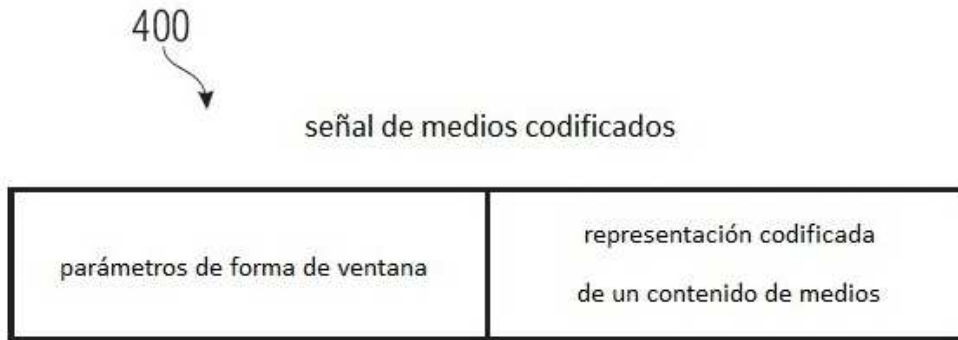 400
señal de medios codificados
parámetros de forma de ventana
representación codificada
de un contenido de medios